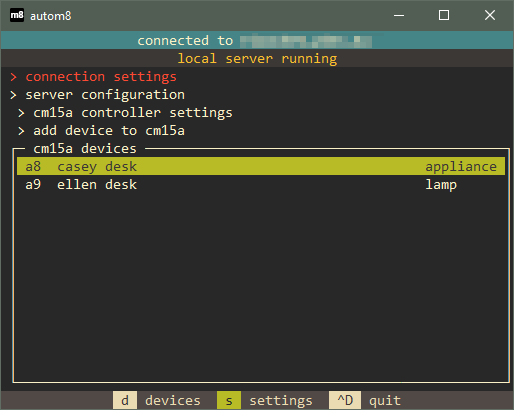 m8 autom8
connected to
local server running
> connection settings
> server configuration
> cm15a controller settings
> add device to cm15a
cm15a devices
a8 casey desk appliance
a9 ellen desk lamp
d devices s settings ^D quit